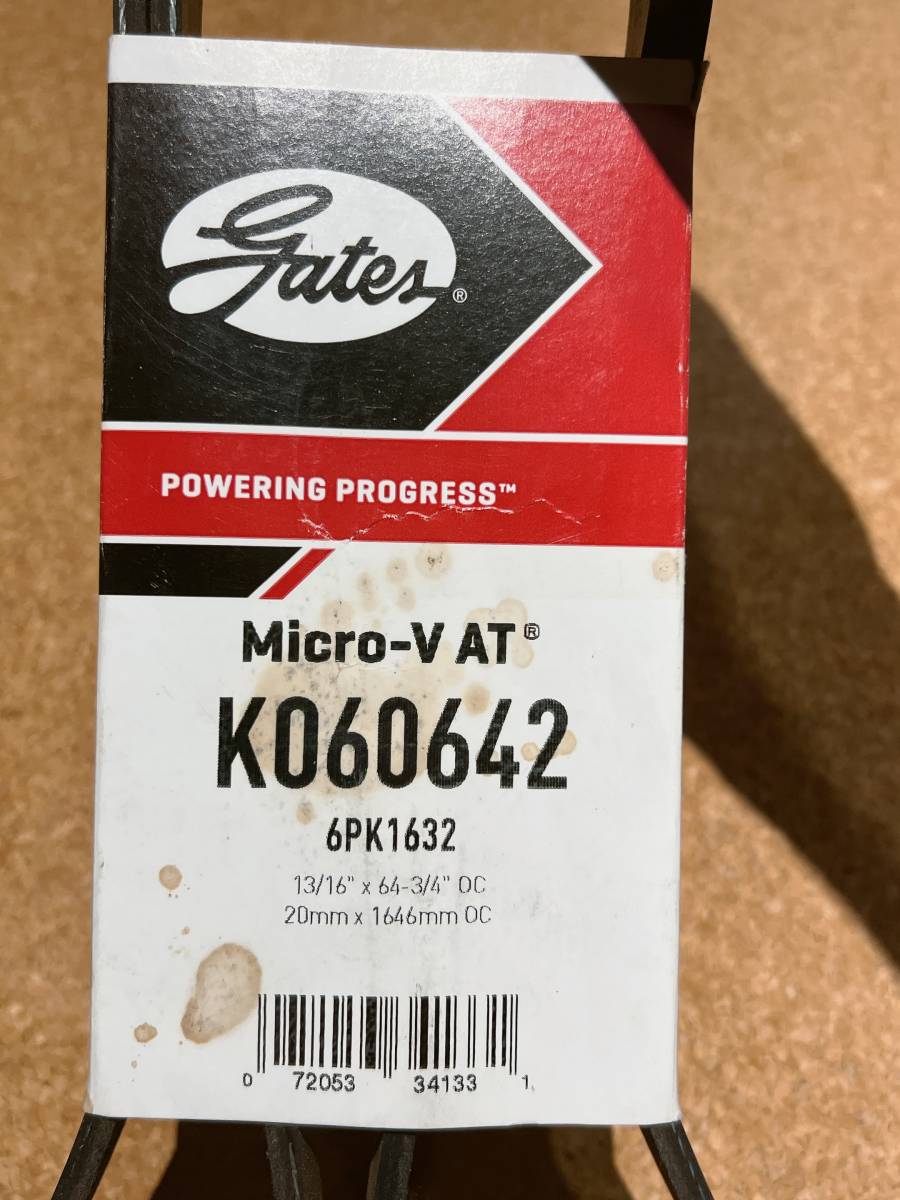 Gates®
POWERING PROGRESS™
Micro-V AT®
K060642
6PK1632
13/16" x 64-3/4" OC
20mm x 1646mm OC
0 72053 34133 1